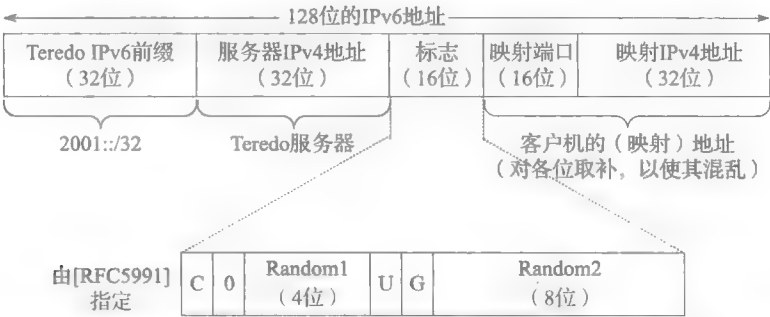 128位的IPv6地址
Teredo IPv6前缀 服务器IPv4地址 标志 映射端口 映射IPv4地址
（32位） （32位） （16位） （16位） （32位）
2001::/32 Teredo服务器 客户机的（映射）地址
（对各位取补，以使其混乱）
由[RFC5991] C 0 Random1 U G Random2
指定 （4位） （8位）